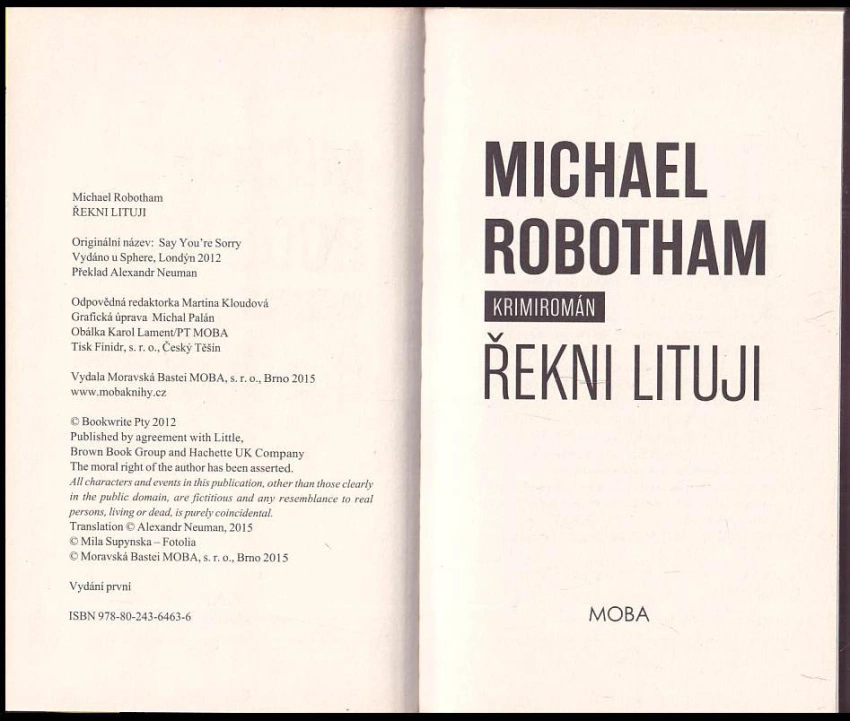 Michael Robotham
ŘEKNI LITUJI
Originální název: Say You're Sorry
Vydáno u Sphere, Londýn 2012
Překlad Alexandr Neuman
Odpovědná redaktorka Martina Kloudová
Grafická úprava Michal Palán
Obálka Karol Lament/PT MOBA
Tisk Finidr, s. r. o., Český Těšín
Vydala Moravská Bastei MOBA, s. r. o., Brno 2015
www.mobaknihy.cz
© Bookwrite Pty 2012
Published by agreement with Little,
Brown Book Group and Hachette UK Company
The moral right of the author has been asserted.
All characters and events in this publication, other than those clearly
in the public domain, are fictitious and any resemblance to real
persons, living or dead, is purely coincidental.
Translation © Alexandr Neuman, 2015
© Mila Supynska – Fotolia
© Moravská Bastei MOBA, s. r. o., Brno 2015
Vydání první
ISBN 978-80-243-6463-6
MICHAEL
ROBOTHAM
KRIMIROMÁN
ŘEKNI LITUJI
MOBA